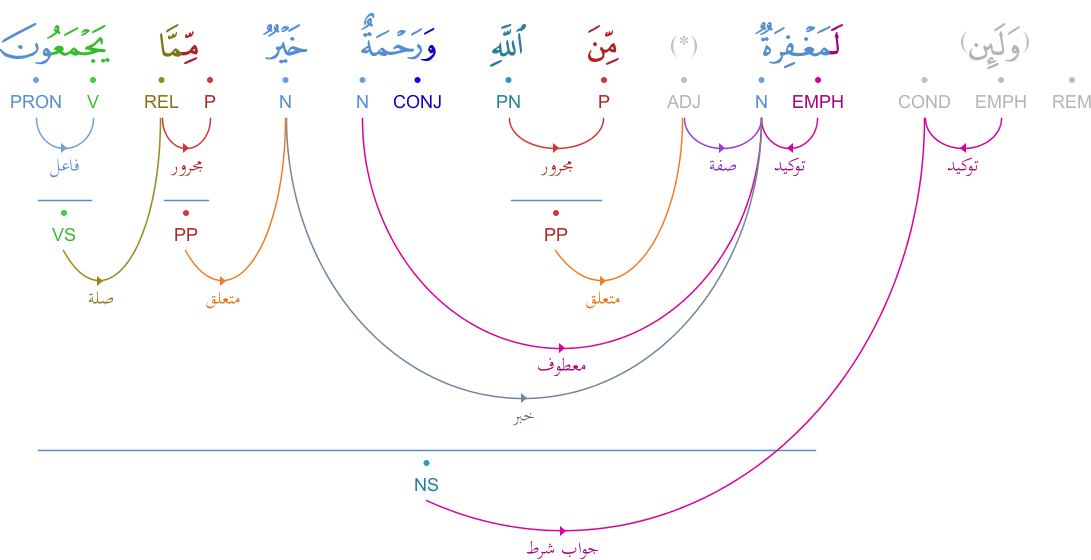 (وَلَئِن) لَمَغْفِرَةٌ (*) مِّنَ ٱللَّهِ وَرَحْمَةٌ خَيْرٌ مِّمَّا يَجْمَعُونَ
REM EMPH COND EMPH N ADJ P PN CONJ N N P REL V PRON
توكيد توكيد صفة مجرور مجرور فاعل
PP PP VS
متعلق متعلق صلة
معطوف
خبر
NS
جواب شرط